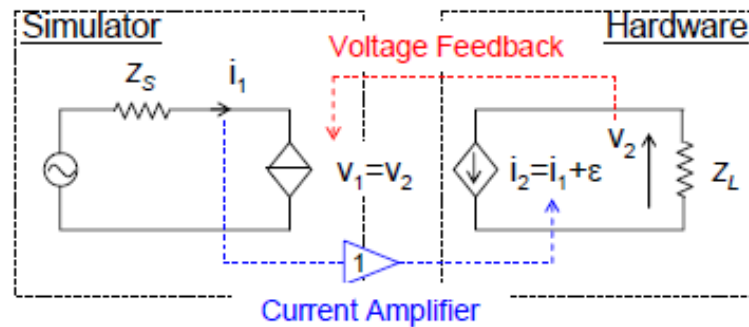 Simulator
Hardware
Voltage Feedback
Z_S
i_1
v_1=v_2
i_2=i_1+ε
v_2
Z_L
1
Current Amplifier